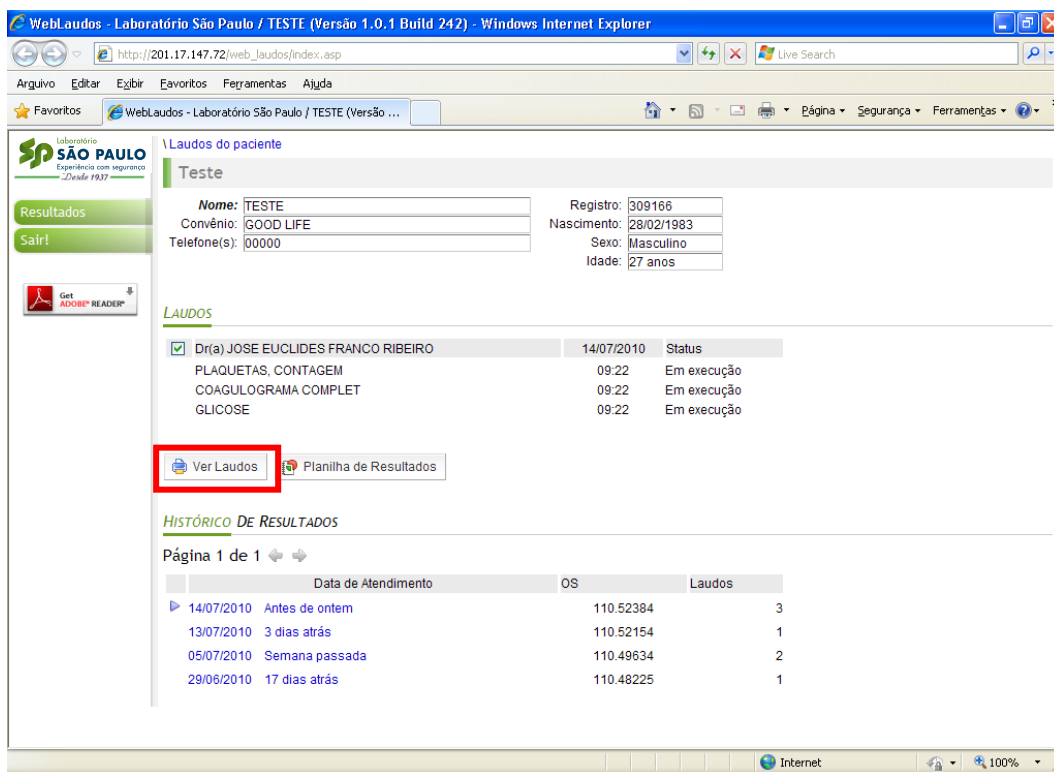 WebLaudos - Laboratório São Paulo / TESTE (Versão 1.0.1 Build 242) - Windows Internet Explorer
http://201.17.147.72/web_laudos/index.asp
Live Search
Arquivo Editar Exibir Favoritos Ferramentas Ajuda
Favoritos WebLaudos - Laboratório São Paulo / TESTE (Versão ... Página Segurança Ferramentas
Laboratório
SP SÃO PAULO
Experiência com segurança
Desde 1937
Resultados
Sair!
Get ADOBE® READER®
\ Laudos do paciente
Teste
Nome: TESTE Registro: 309166
Convênio: GOOD LIFE Nascimento: 28/02/1983
Telefone(s): 00000 Sexo: Masculino
Idade: 27 anos
LAUDOS
Dr(a) JOSE EUCLIDES FRANCO RIBEIRO 14/07/2010 Status
PLAQUETAS, CONTAGEM 09:22 Em execução
COAGULOGRAMA COMPLET 09:22 Em execução
GLICOSE 09:22 Em execução
Ver Laudos Planilha de Resultados
HISTÓRICO DE RESULTADOS
Página 1 de 1
Data de Atendimento OS Laudos
14/07/2010 Antes de ontem 110.52384 3
13/07/2010 3 dias atrás 110.52154 1
05/07/2010 Semana passada 110.49634 2
29/06/2010 17 dias atrás 110.48225 1
Internet 100%